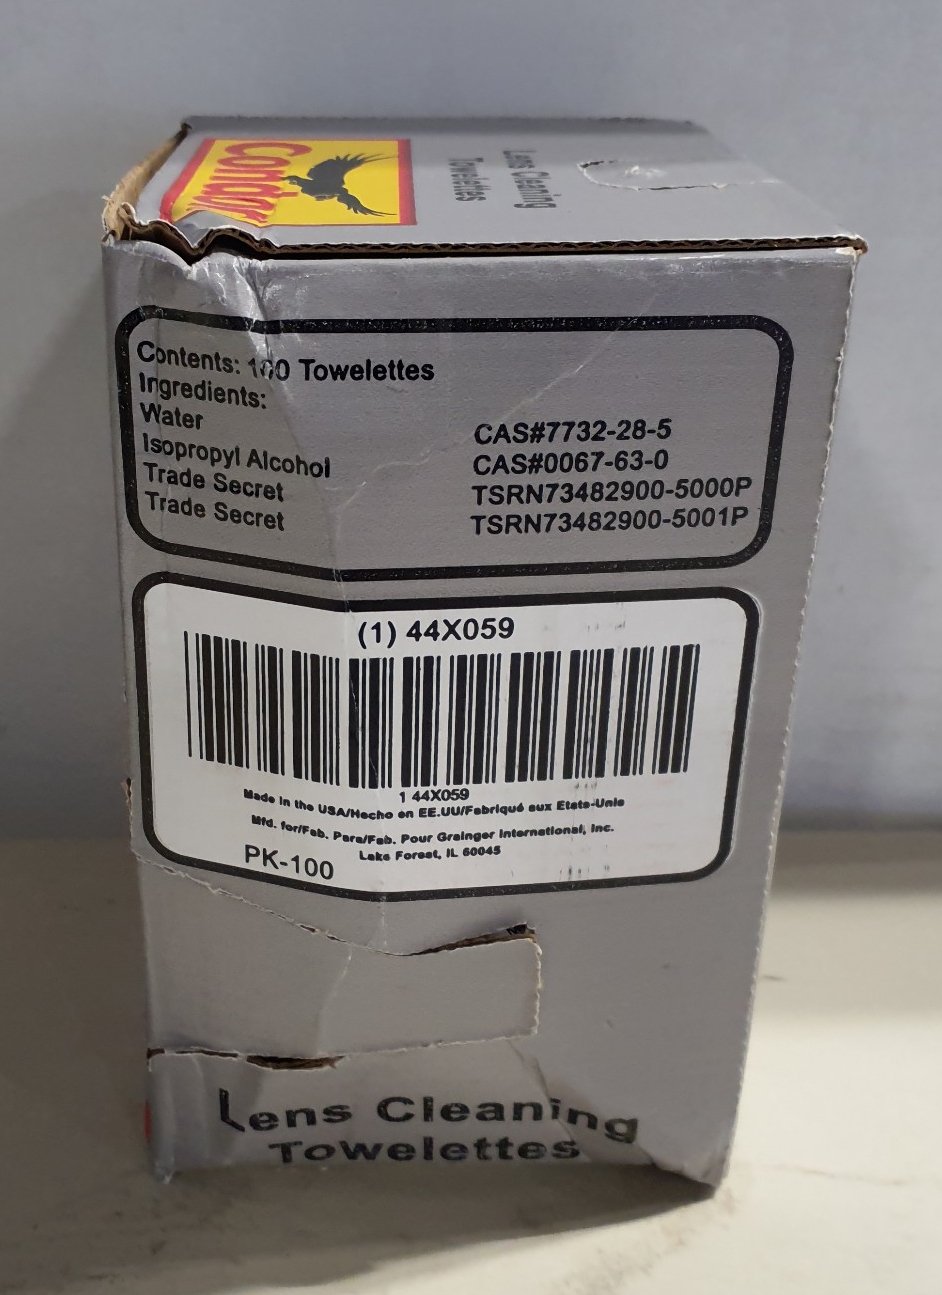 Condor
Lens Cleaning
Towelettes
Contents: 100 Towelettes
Ingredients:
Water CAS#7732-28-5
Isopropyl Alcohol CAS#0067-63-0
Trade Secret TSRN73482900-5000P
Trade Secret TSRN73482900-5001P
(1) 44X059
1 44X059
Made in the USA/Hecho en EE.UU/Fabriqué aux Etats-Unis
Mfd. for/Fab. Para/Fab. Pour Grainger International, Inc.
Lake Forest, IL 60045
PK-100
Lens Cleaning
Towelettes